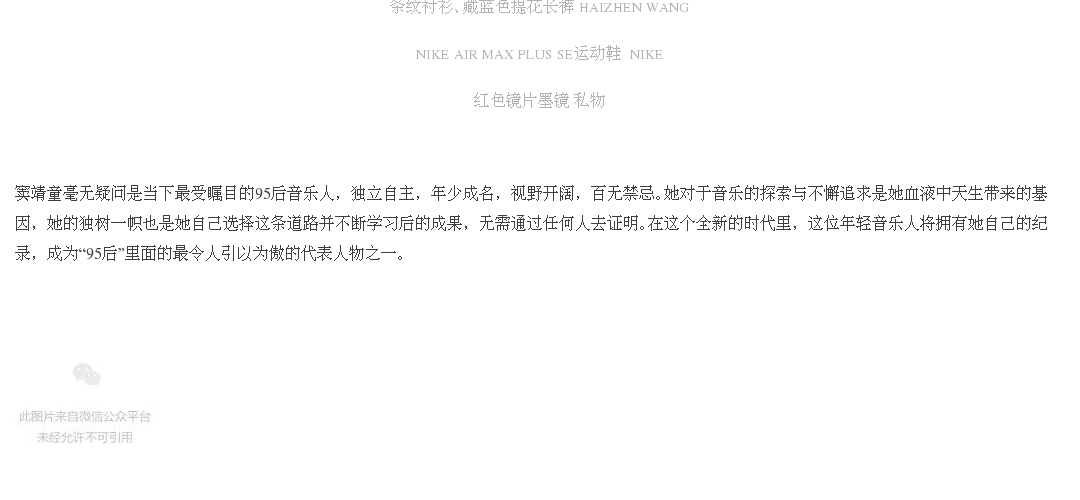 条纹衬衫、藏蓝色提花长裤 HAIZHEN WANG
NIKE AIR MAX PLUS SE运动鞋 NIKE
红色镜片墨镜 私物
窦靖童毫无疑问是当下最受瞩目的95后音乐人，独立自主，年少成名，视野开阔，百无禁忌。她对于音乐的探索与不懈追求是她血液中天生带来的基
因，她的独树一帜也是她自己选择这条道路并不断学习后的成果，无需通过任何人去证明。在这个全新的时代里，这位年轻音乐人将拥有她自己的纪
录，成为“95后”里面的最令人引以为傲的代表人物之一。
此图片来自微信公众平台
未经允许不可引用